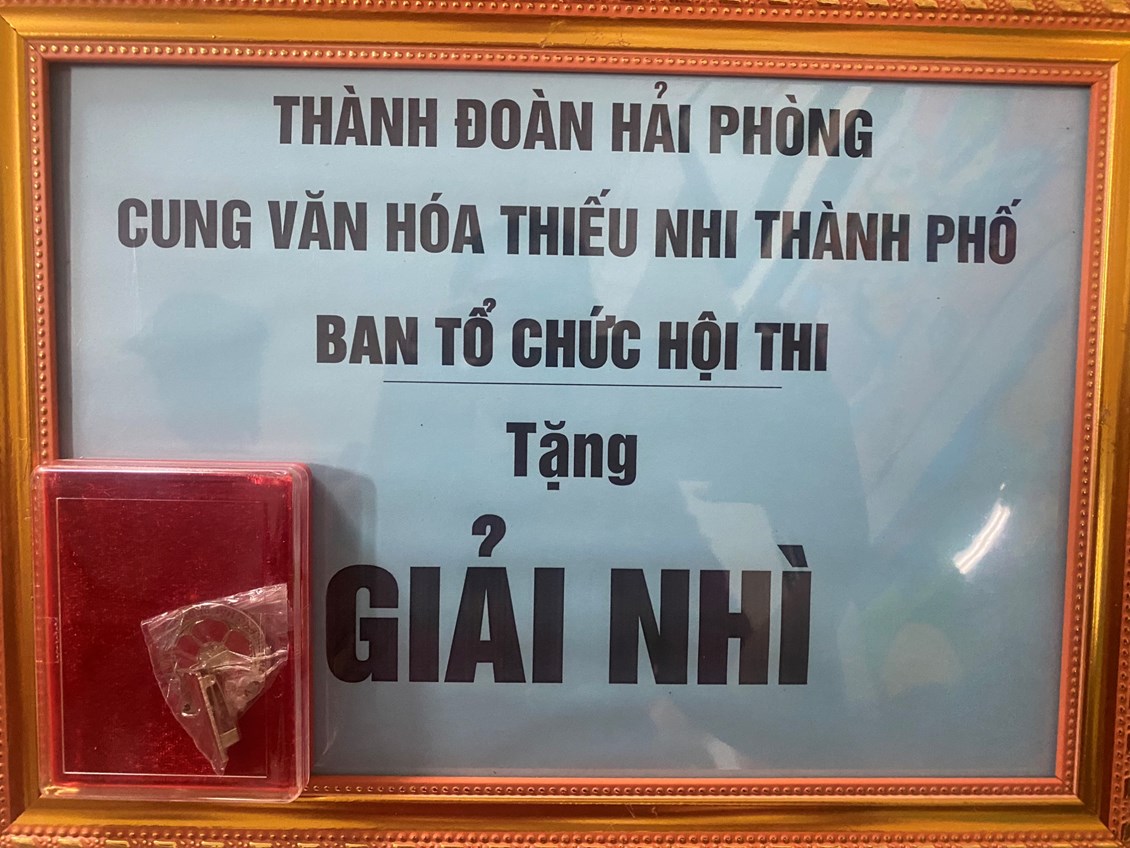 THÀNH ĐOÀN HẢI PHÒNG
CUNG VĂN HÓA THIẾU NHI THÀNH PHỐ
BAN TỔ CHỨC HỘI THI
Tặng
GIẢI NHÌ